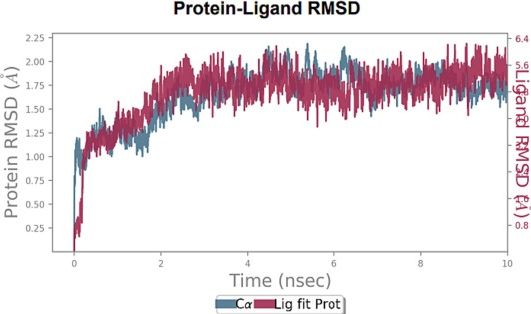 Protein-Ligand RMSD
Protein RMSD (Å)
2.25
2.00
1.75
1.50
1.25
1.00
0.75
0.50
0.25
6.4
5.6
0.8
Ligand RMSD (Å)
0 2 4 6 8 10
Time (nsec)
Cα Lig fit Prot